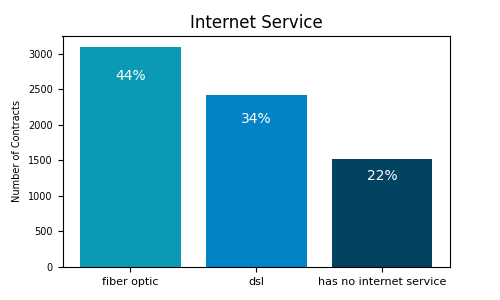 Internet Service
Number of Contracts
3000
2500
2000
1500
1000
500
0
44%
34%
22%
fiber optic
dsl
has no internet service